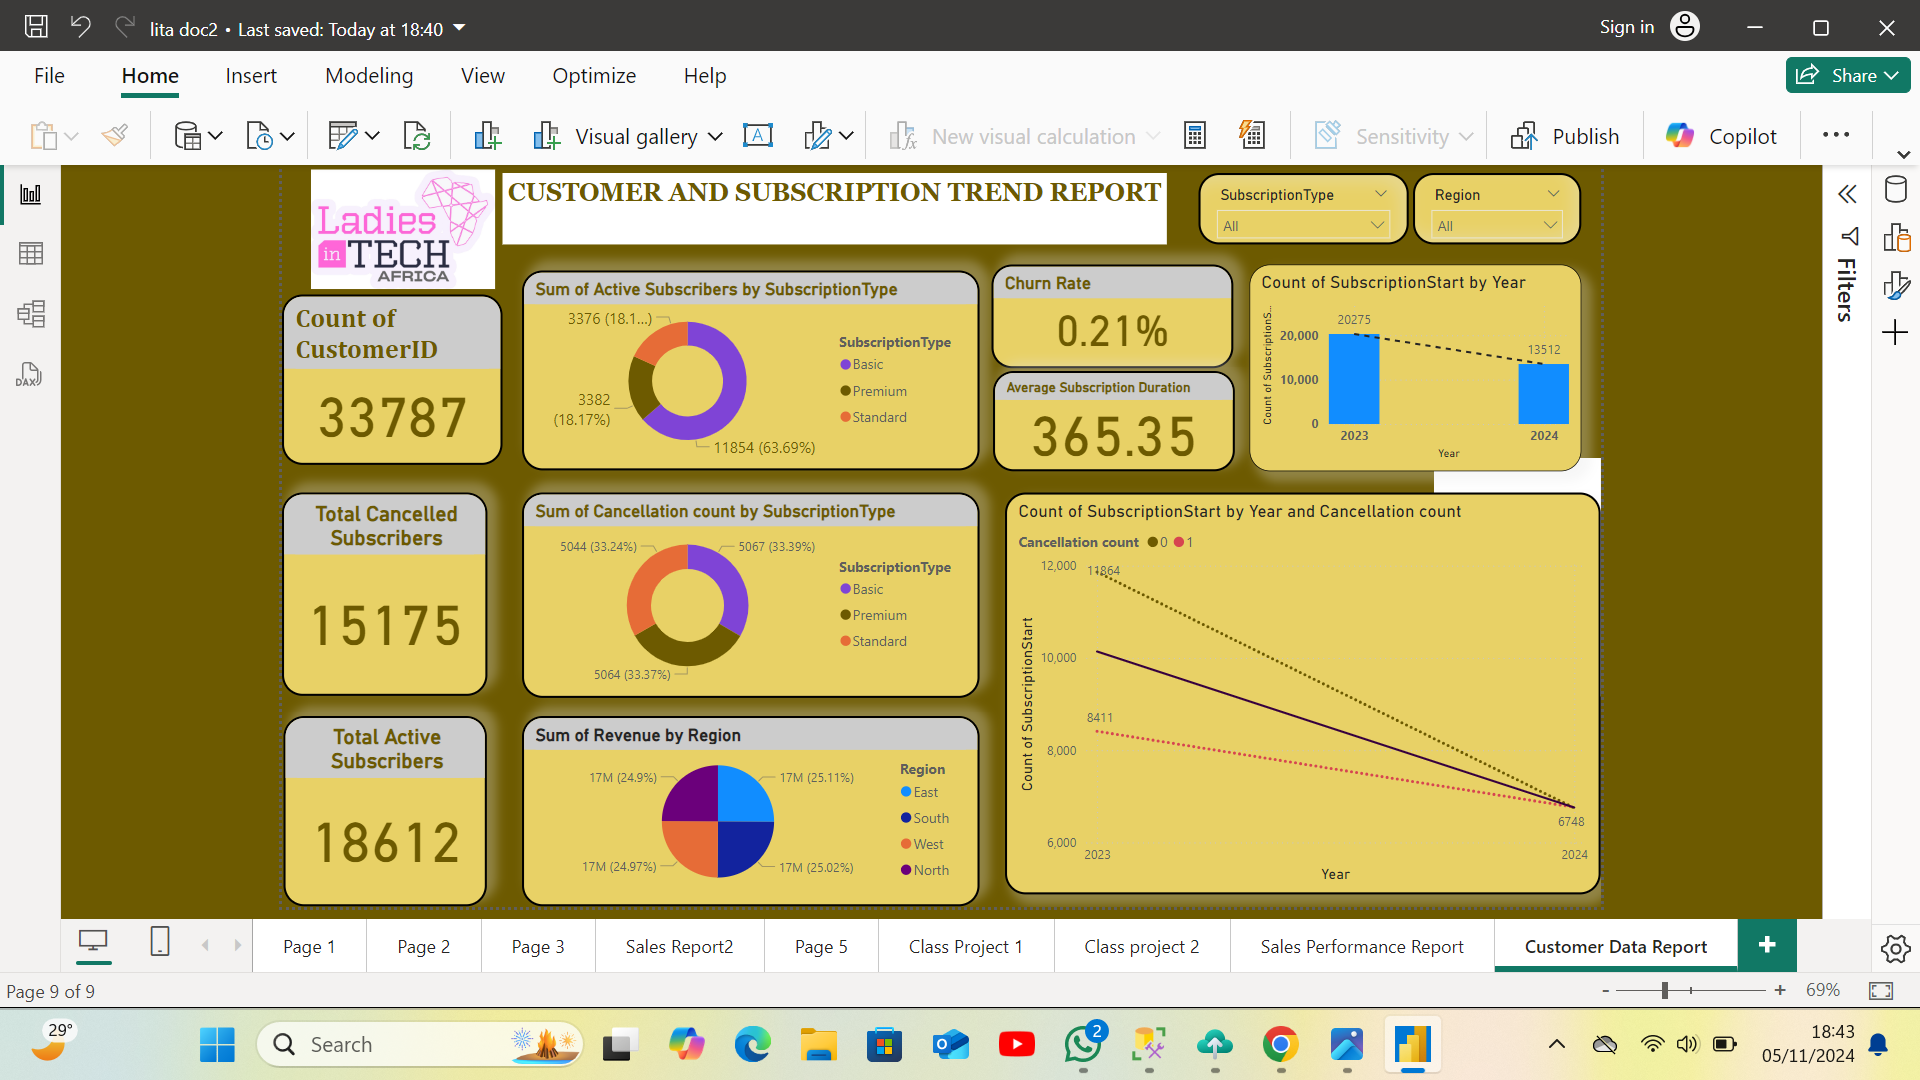 lita doc2 • Last saved: Today at 18:40
Sign in
File Home Insert Modeling View Optimize Help
Share
Visual gallery
New visual calculation
Sensitivity
Publish
Copilot
Ladies
in TECH
AFRICA
CUSTOMER AND SUBSCRIPTION TREND REPORT
SubscriptionType
All
Region
All
Filters
Count of
CustomerID
33787
Sum of Active Subscribers by SubscriptionType
3376 (18.1...)
3382
(18.17%)
11854 (63.69%)
SubscriptionType
Basic
Premium
Standard
Churn Rate
0.21%
Average Subscription Duration
365.35
Count of SubscriptionStart by Year
Count of SubscriptionS...
20,000
10,000
0
20275
13512
2023
2024
Year
Total Cancelled
Subscribers
15175
Sum of Cancellation count by SubscriptionType
5044 (33.24%)
5067 (33.39%)
5064 (33.37%)
SubscriptionType
Basic
Premium
Standard
Count of SubscriptionStart by Year and Cancellation count
Cancellation count 0 1
Count of SubscriptionStart
12,000
10,000
8,000
6,000
11864
8411
6748
2023
2024
Year
Total Active
Subscribers
18612
Sum of Revenue by Region
17M (24.9%)
17M (25.11%)
17M (24.97%)
17M (25.02%)
Region
East
South
West
North
DAX
Page 1
Page 2
Page 3
Sales Report2
Page 5
Class Project 1
Class project 2
Sales Performance Report
Customer Data Report
+
Page 9 of 9
- + 69%
29°
Search
2
18:43
05/11/2024